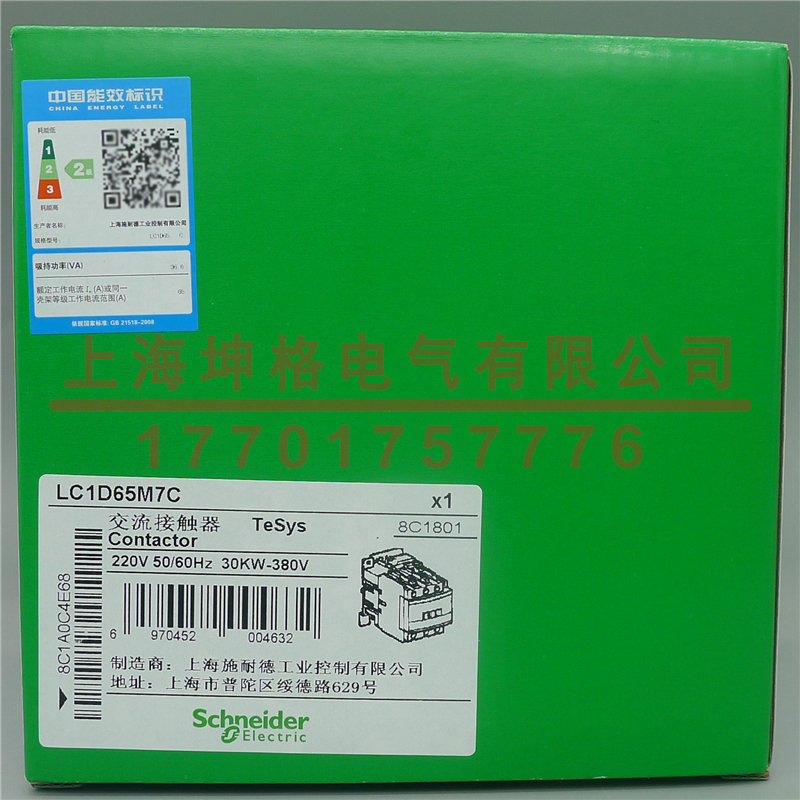 中国能效标识
CHINA ENERGY LABEL
耗能低
1
2
3
2级
耗能高
生产者名称:
上海施耐德工业控制有限公司
规格型号:
LC1D65 C
吸持功率(VA)
额定工作电流Iₑ(A)或同一
壳架等级工作电流范围(A)
65
依据国家标准: GB 21518-2008
上海坤格电气有限公司
17701757776
LC1D65M7C
x1
交流接触器 TeSys
8C1801
Contactor
220V 50/60Hz 30KW-380V
8C1A0C4E68
6 970452 004632
制造商: 上海施耐德工业控制有限公司
地址: 上海市普陀区绥德路629号
Schneider
Electric